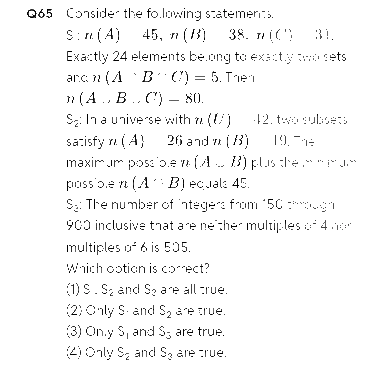 Q65 Consider the following statements.
S: n (A) 45, n (B) 38. n (C) 33.
Exactly 24 elements belong to exactly two sets
and n (A B C) = 5. Then
n (A .. B .. C) = 80.
S₂: In a universe with n (U) 42. two subsets
satisfy n (A) 26 and n (B) 19. The
maximum possible n (A B) plus the minimum
possible n (A B) equals 45.
S₃: The number of integers from 150 through
900 inclusive that are neither multiples of 4 nor
multiples of 6 is 505.
Which option is correct?
(1) S S₂ and S₃ are all true.
(2) Only S and S₂ are true.
(3) Only S₁ and S₃ are true.
(4) Only S₂ and S₃ are true.